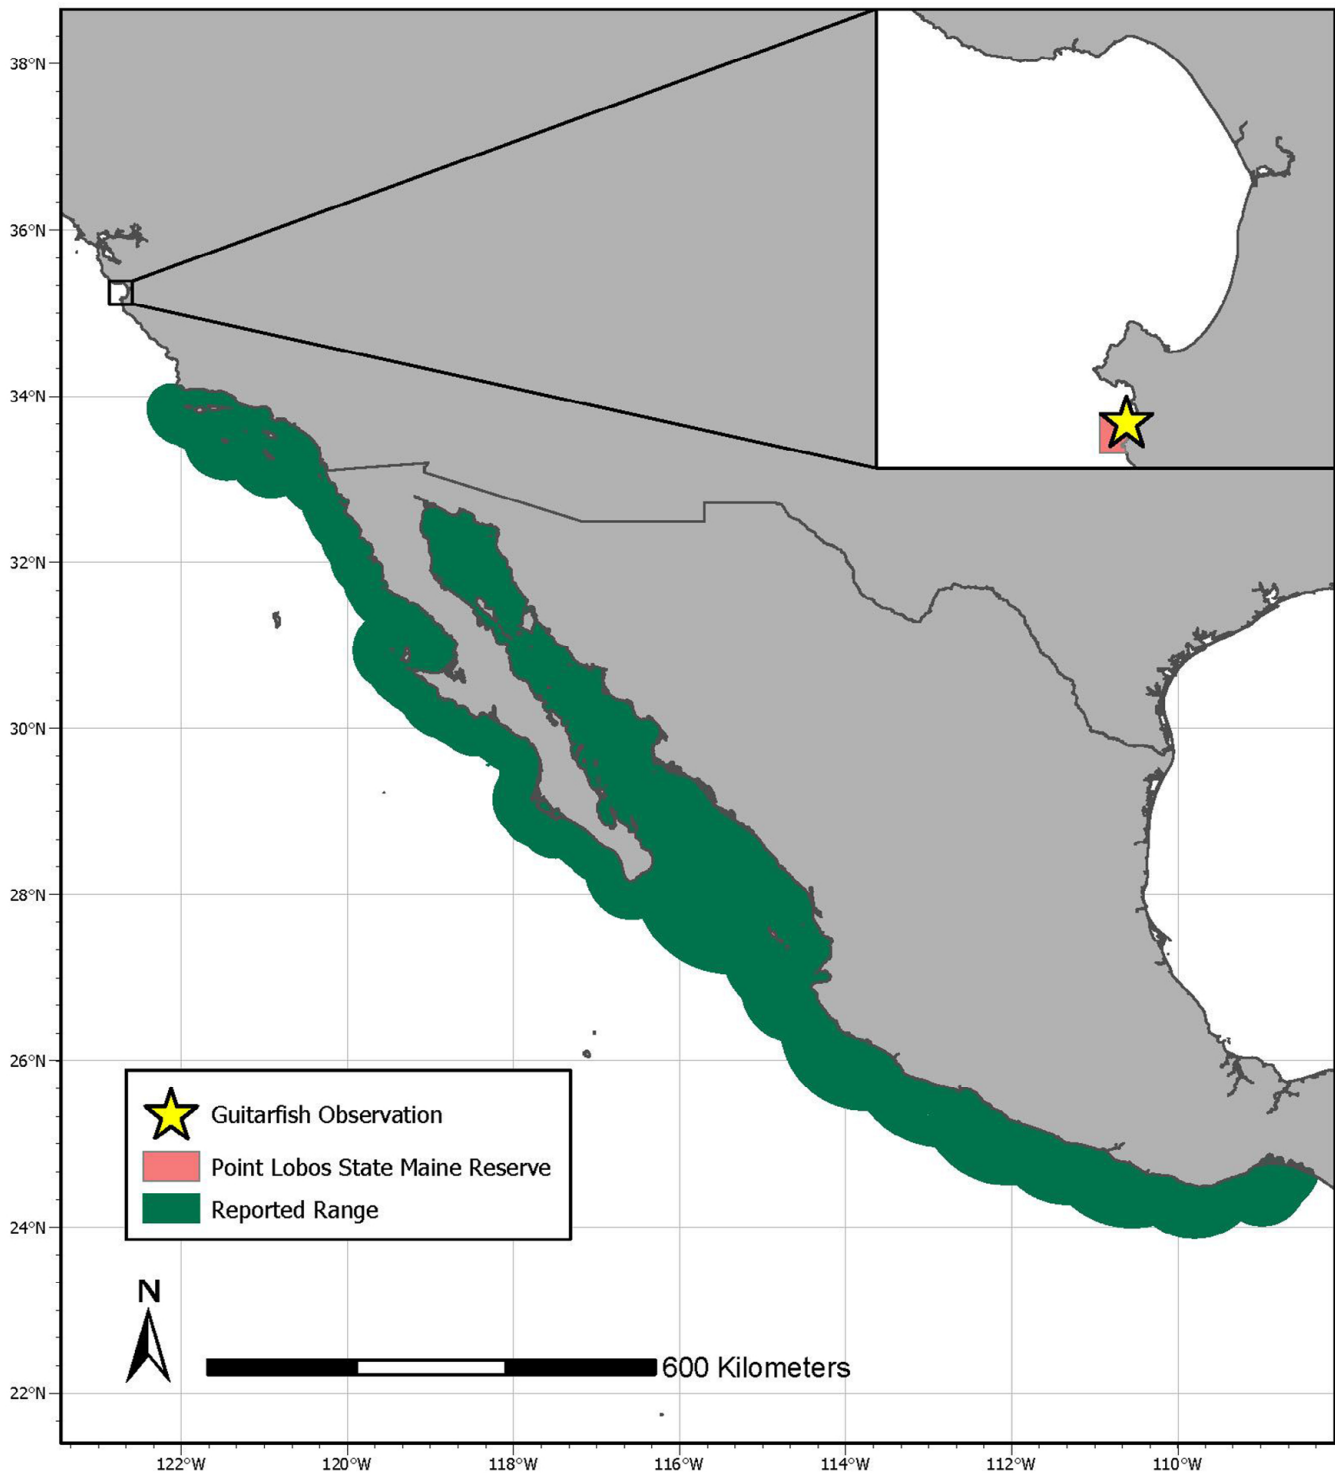 38°N
36°N
34°N
32°N
30°N
28°N
26°N
24°N
22°N
Guitarfish Observation
Point Lobos State Maine Reserve
Reported Range
N
600 Kilometers
122°W 120°W 118°W 116°W 114°W 112°W 110°W